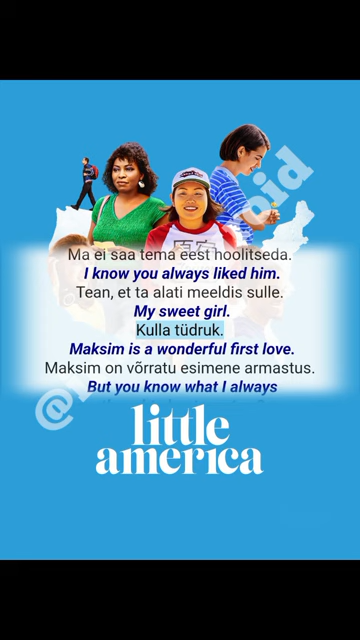 Ma ei saa tema eest hoolitseda.
I know you always liked him.
Tean, et ta alati meeldis sulle.
My sweet girl.
Kulla tüdruk.
Maksim is a wonderful first love.
Maksim on võrratu esimene armastus.
But you know what I always
little
america